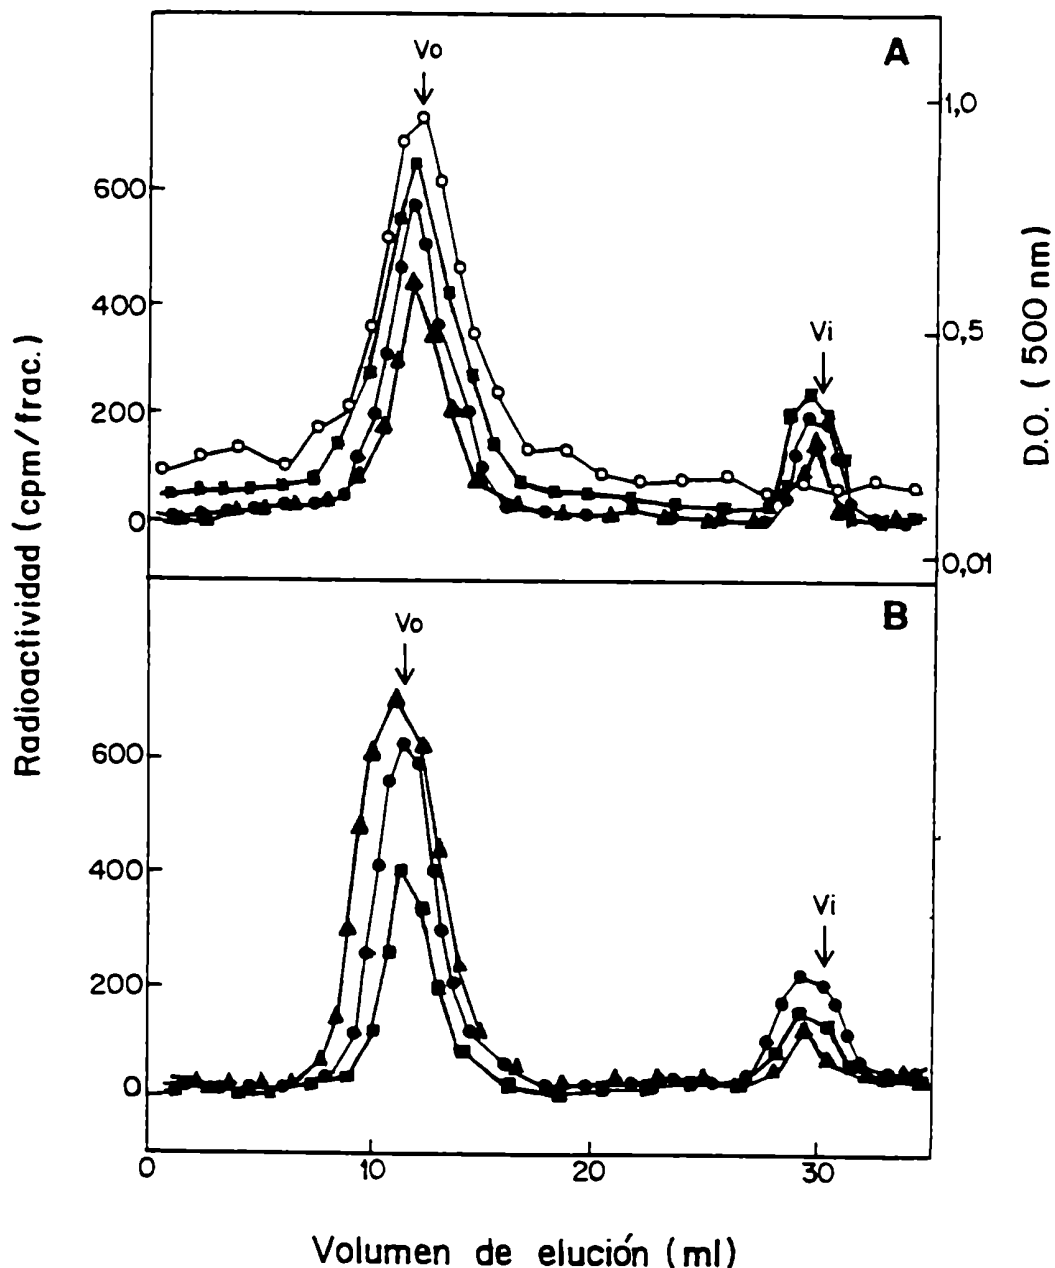 Vo
A
1,0
600
400
0,5
Vi
200
0
0,01
Radioactividad (cpm/frac.)
D.O. (500 nm)
Vo
B
600
400
Vi
200
0
0
10
20
30
Volumen de elución (ml)